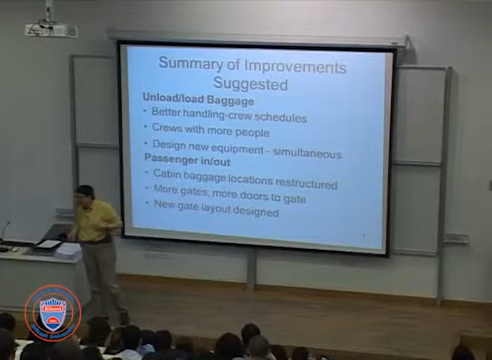 Summary of Improvements
Suggested
Unload/load Baggage
• Better handling-crew schedules
• Crews with more people
• Design new equipment - simultaneous
Passenger in/out
• Cabin baggage locations restructured
• More gates, more doors to gate
• New gate layout designed